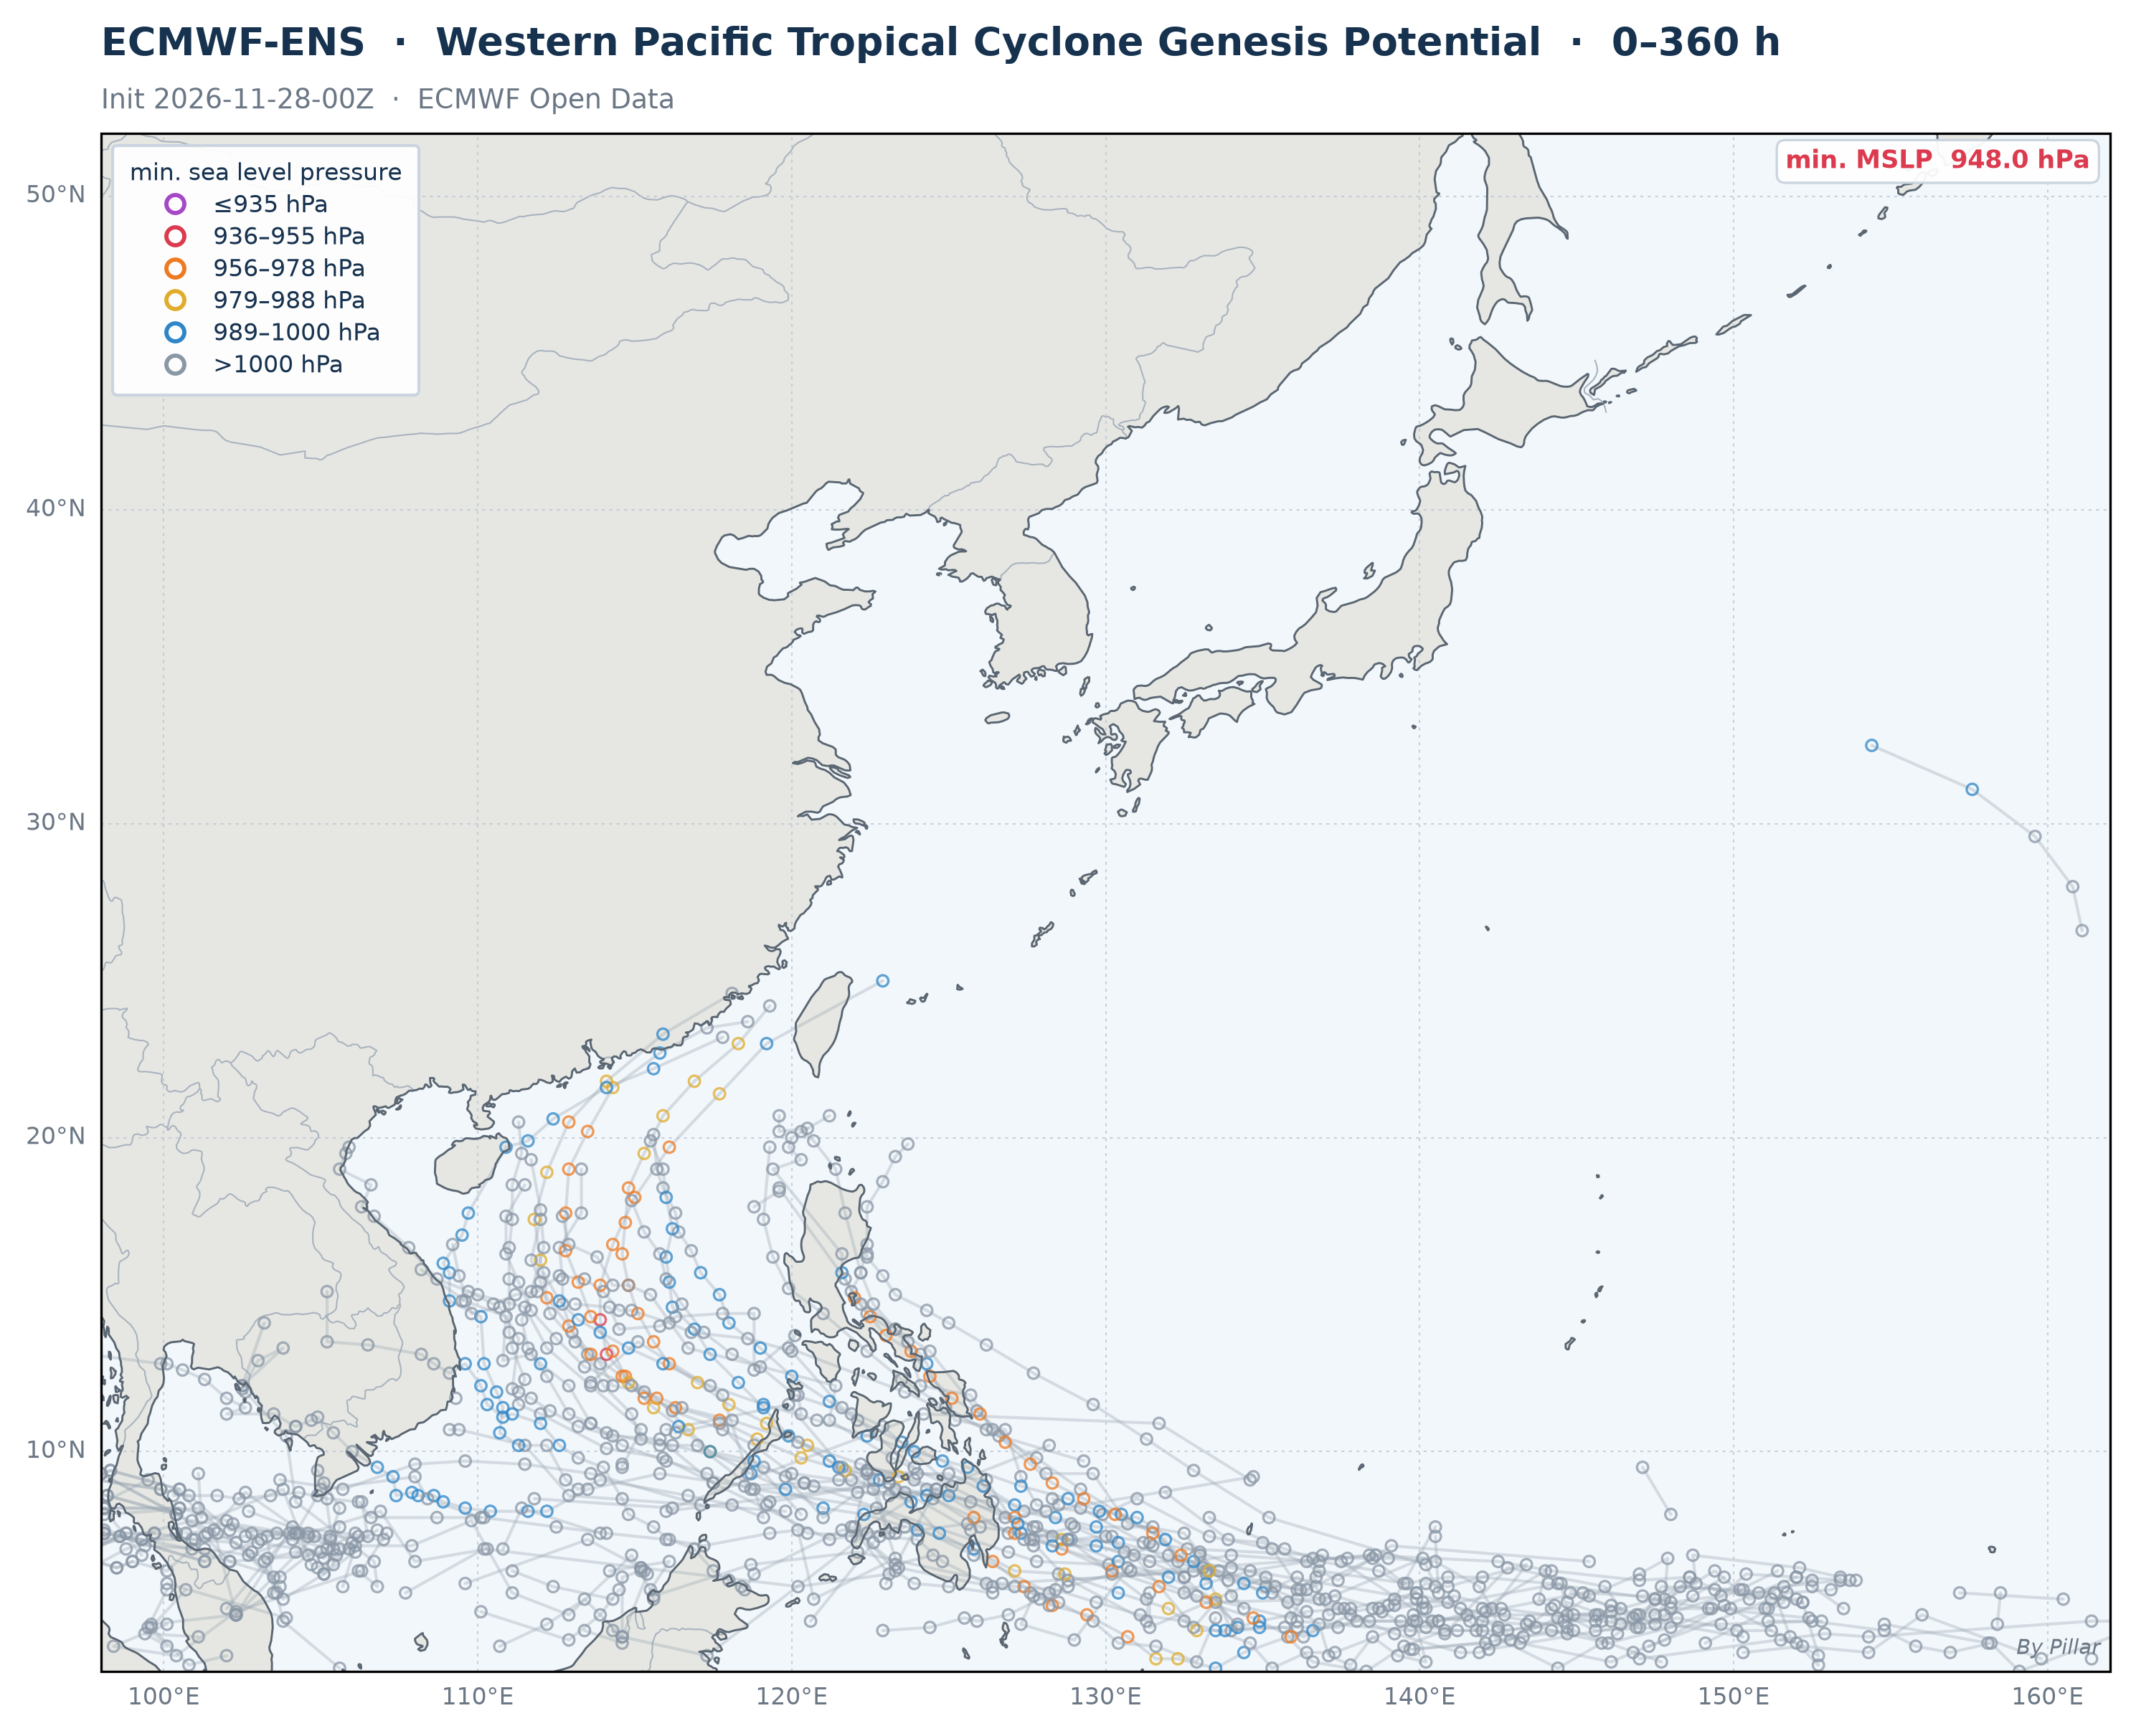 ECMWF-ENS · Western Pacific Tropical Cyclone Genesis Potential · 0–360 h
Init 2026-11-28-00Z · ECMWF Open Data
min. sea level pressure
≤935 hPa
936–955 hPa
956–978 hPa
979–988 hPa
989–1000 hPa
>1000 hPa
min. MSLP 948.0 hPa
50°N
40°N
30°N
20°N
10°N
By Pillar
100°E 110°E 120°E 130°E 140°E 150°E 160°E